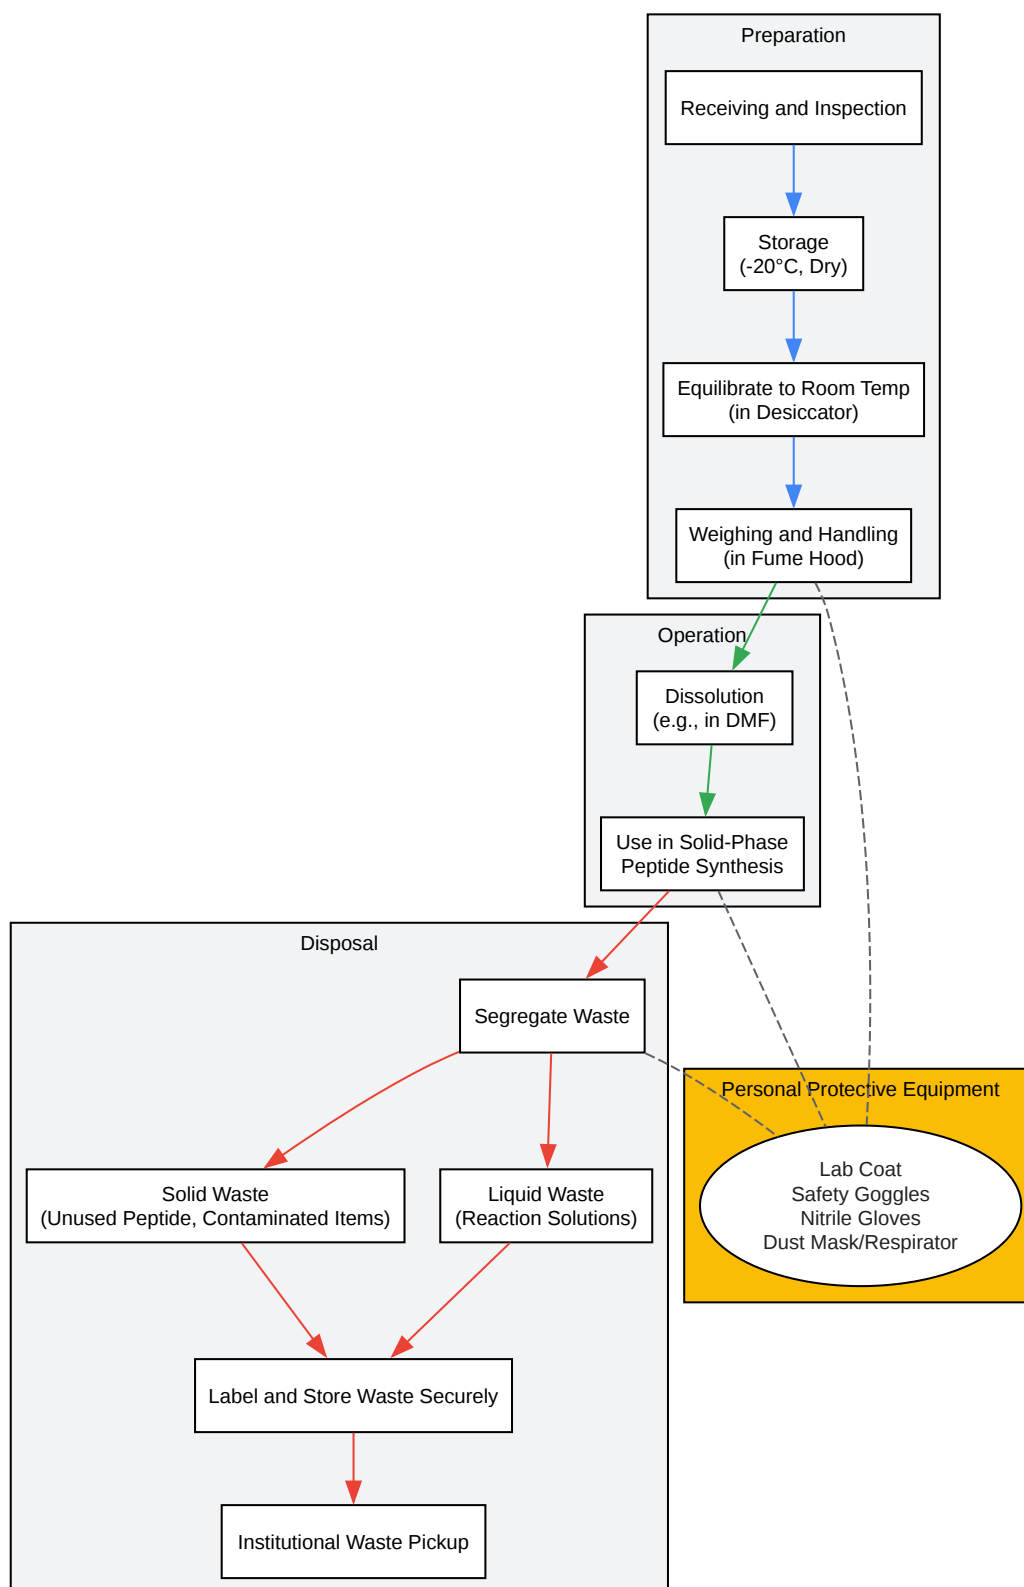 Preparation
Receiving and Inspection
Storage
(-20°C, Dry)
Equilibrate to Room Temp
(in Desiccator)
Weighing and Handling
(in Fume Hood)
Operation
Dissolution
(e.g., in DMF)
Use in Solid-Phase
Peptide Synthesis
Disposal
Segregate Waste
Personal Protective Equipment
Lab Coat
Safety Goggles
Nitrile Gloves
Dust Mask/Respirator
Solid Waste
(Unused Peptide, Contaminated Items)
Liquid Waste
(Reaction Solutions)
Label and Store Waste Securely
Institutional Waste Pickup